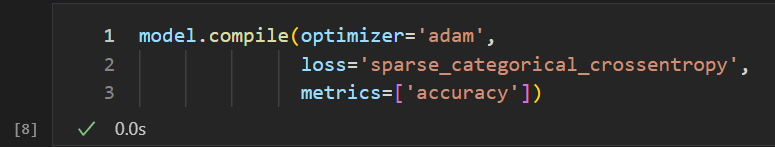 1 model.compile(optimizer='adam',
2 loss='sparse_categorical_crossentropy',
3 metrics=['accuracy'])
[8] ✓ 0.0s